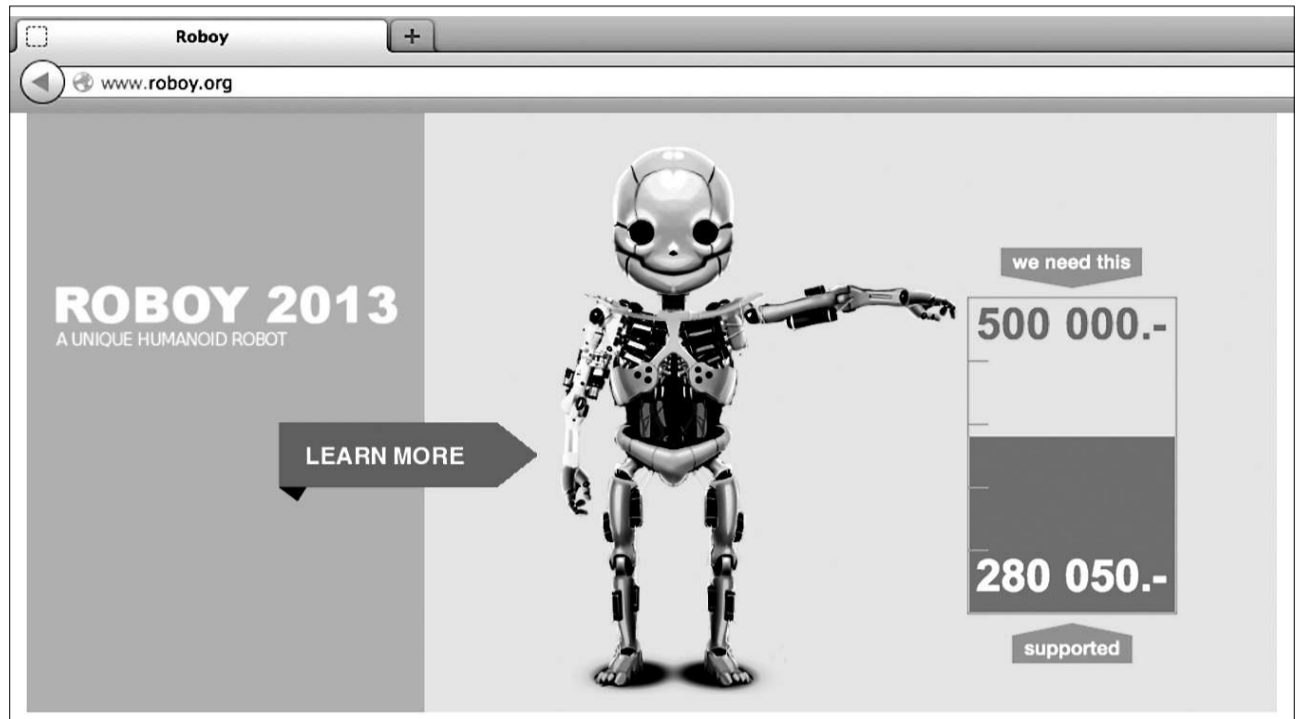 Roboy
+
www.roboy.org
ROBOY 2013
A UNIQUE HUMANOID ROBOT
LEARN MORE
we need this
500 000.-
280 050.-
supported